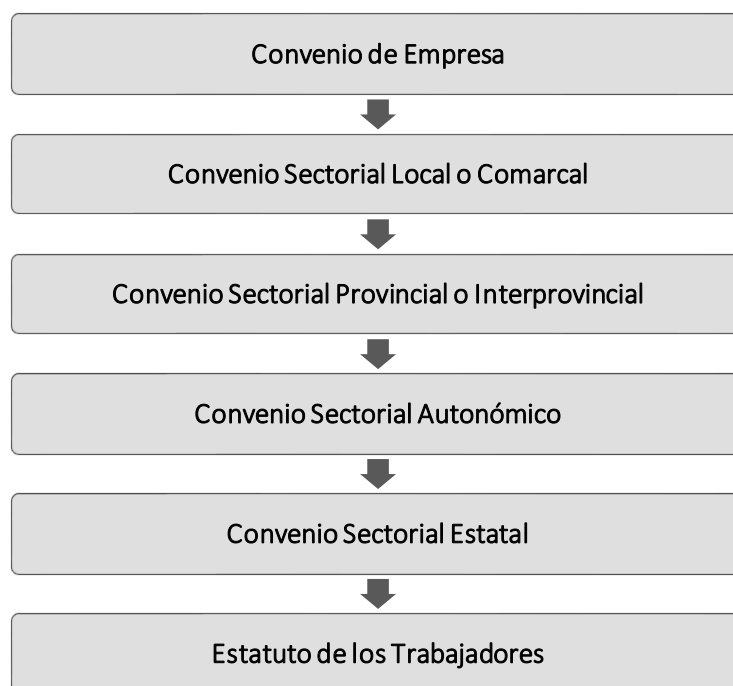 Convenio de Empresa
Convenio Sectorial Local o Comarcal
Convenio Sectorial Provincial o Interprovincial
Convenio Sectorial Autonómico
Convenio Sectorial Estatal
Estatuto de los Trabajadores